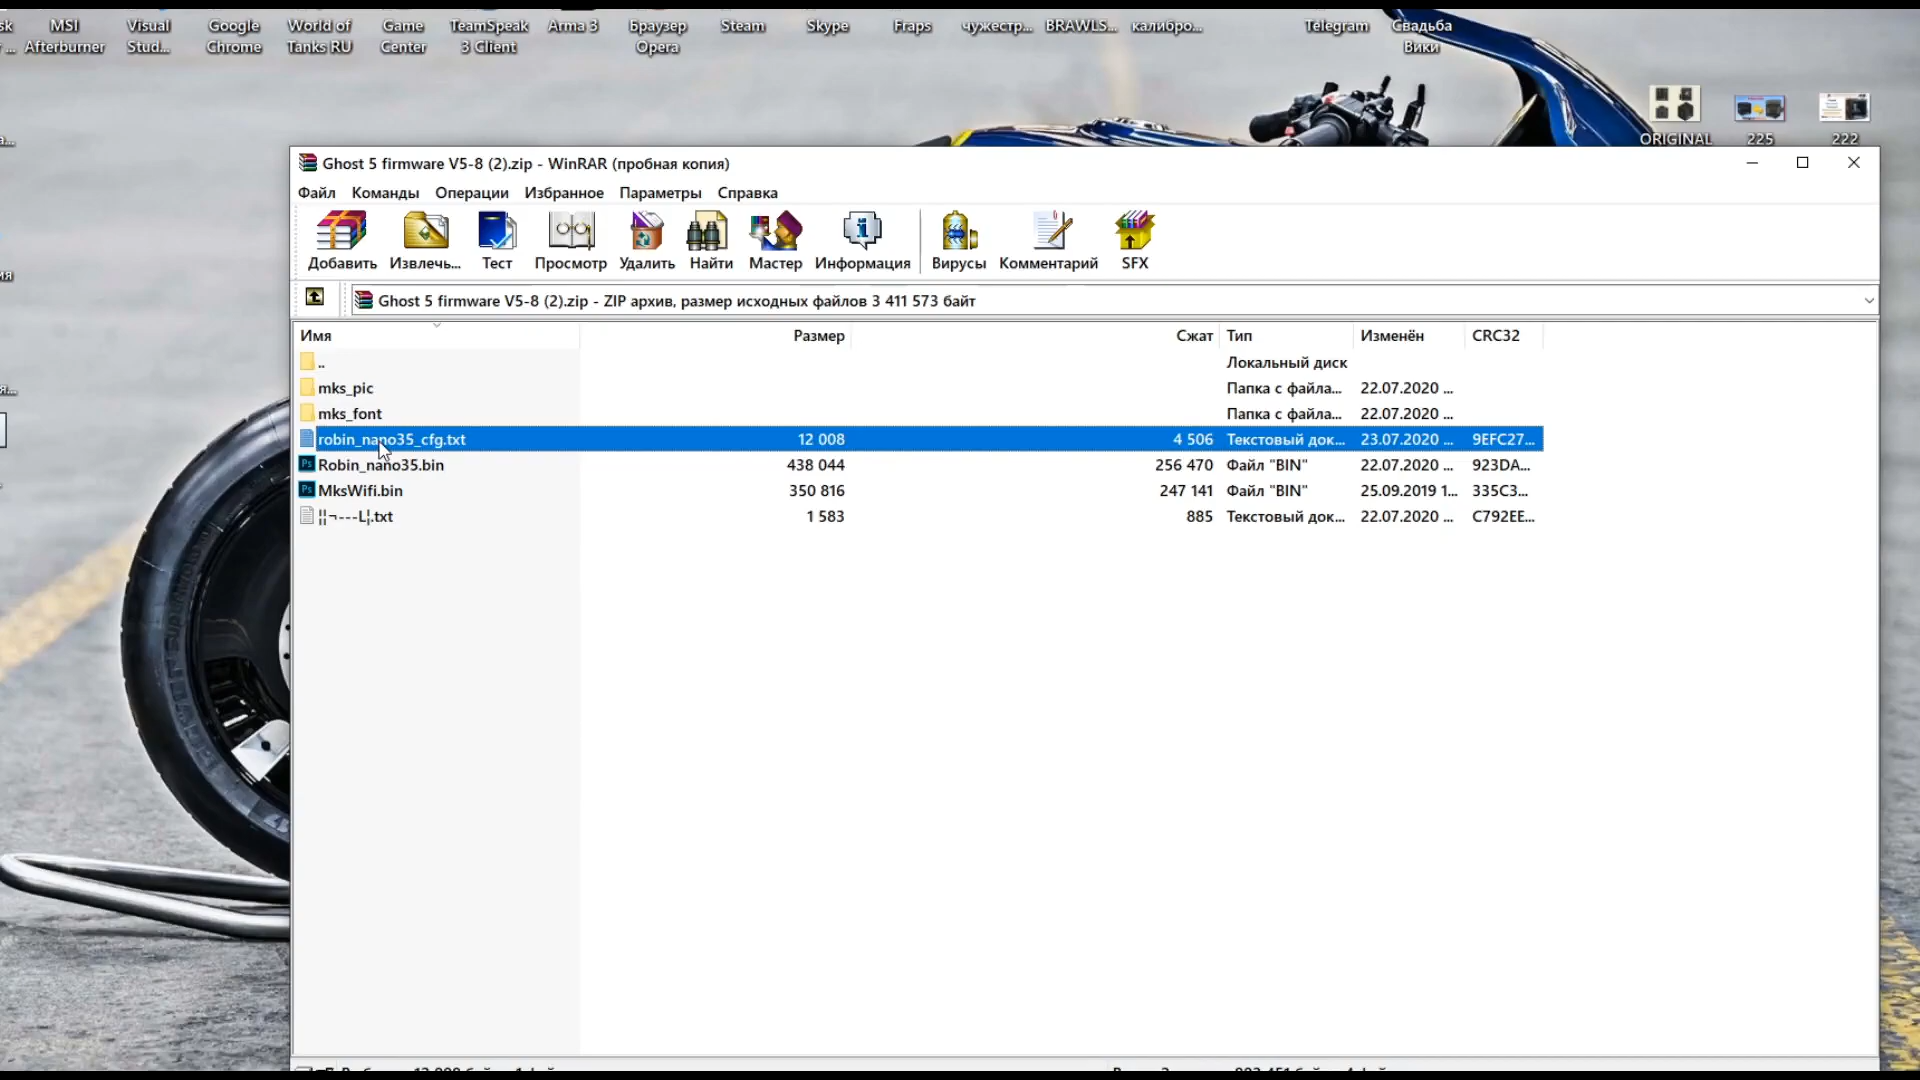 MSI Afterburner
Visual Stud...
Google Chrome
World of Tanks RU
Game Center
TeamSpeak 3 Client
Arma 3
Браузер Opera
Steam
Skype
Fraps
чужестр...
BRAWLS...
калибро...
Telegram
Свадьба Вики
ORIGINAL
225
222
Ghost 5 firmware V5-8 (2).zip - WinRAR (пробная копия)
Файл Команды Операции Избранное Параметры Справка
Добавить Извлечь... Тест Просмотр Удалить Найти Мастер Информация Вирусы Комментарий SFX
Ghost 5 firmware V5-8 (2).zip - ZIP архив, размер исходных файлов 3 411 573 байт
Имя Размер Сжат Тип Изменён CRC32
.. Локальный диск
mks_pic Папка с файла... 22.07.2020 ...
mks_font Папка с файла... 22.07.2020 ...
robin_nano35_cfg.txt 12 008 4 506 Текстовый док... 23.07.2020 ... 9EFC27...
Robin_nano35.bin 438 044 256 470 Файл "BIN" 22.07.2020 ... 923DA...
MksWifi.bin 350 816 247 141 Файл "BIN" 25.09.2019 1... 335C3...
¦¦¬---L¦.txt 1 583 885 Текстовый док... 22.07.2020 ... C792EE...